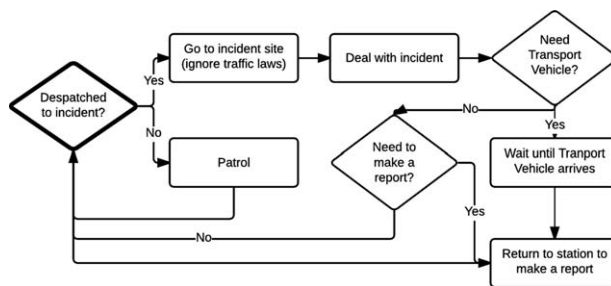 Go to incident site
(ignore traffic laws)
Deal with incident
Need
Transport
Vehicle?
Yes
Despatched
to incident?
No
Yes
No
Need to
make a
report?
Wait until Tranport
Vehicle arrives
Patrol
Yes
No
Return to station to
make a report